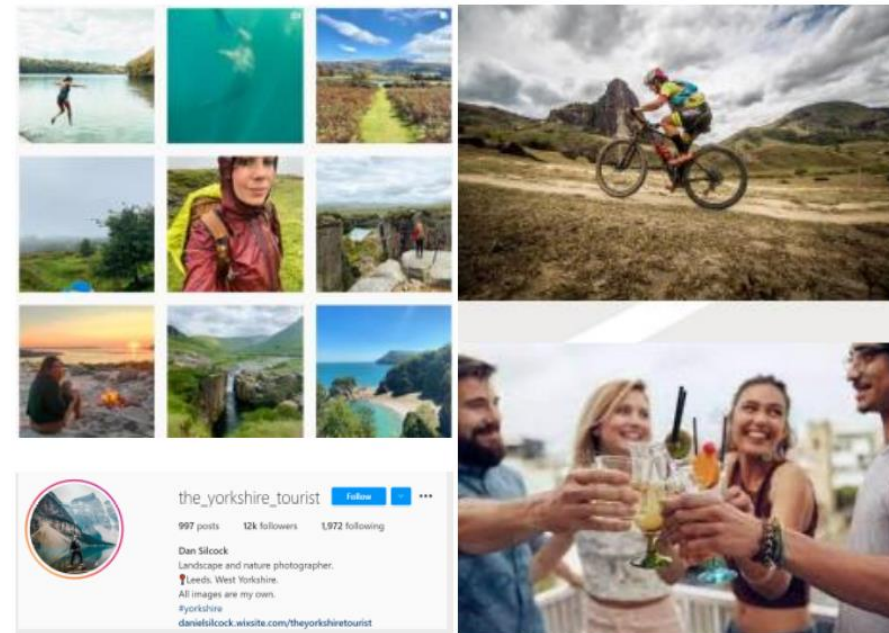 the_yorkshire_tourist Follow
997 posts 12k followers 1,972 following
Dan Silcock
Landscape and nature photographer.
Leeds. West Yorkshire.
All images are my own.
#yorkshire
danielsilcock.wixsite.com/theyorkshiretourist